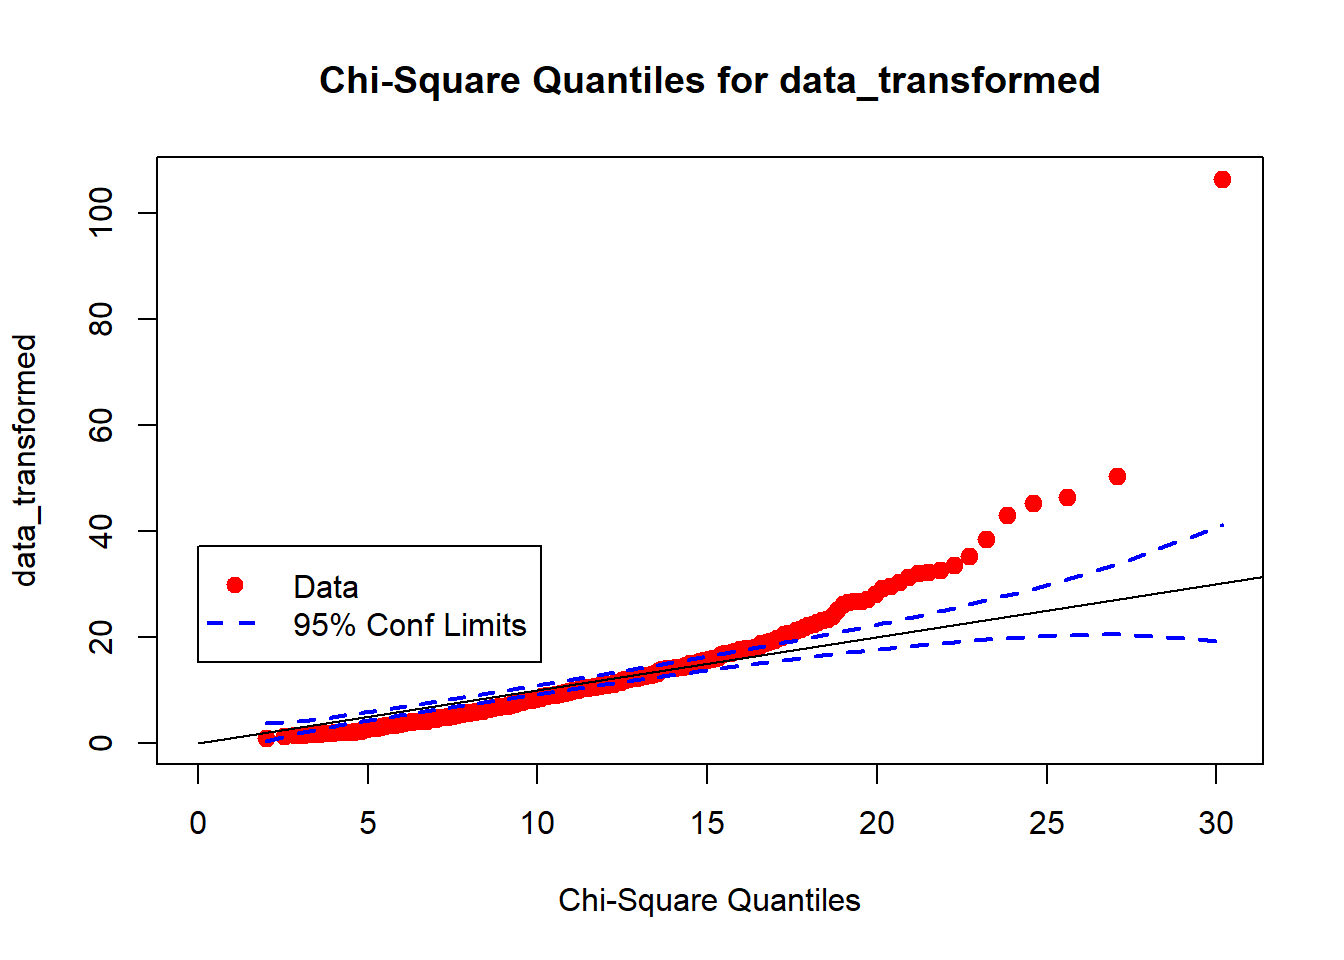 Chi-Square Quantiles for data_transformed
data_transformed
100
80
60
40
20
0
Data
95% Conf Limits
0 5 10 15 20 25 30
Chi-Square Quantiles